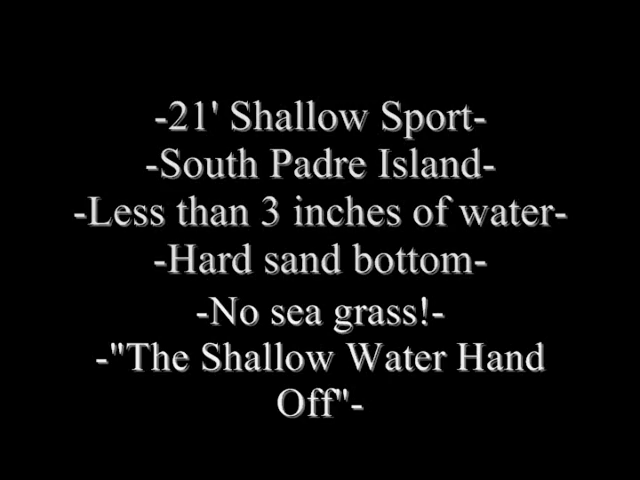 -21' Shallow Sport-
-South Padre Island-
-Less than 3 inches of water-
-Hard sand bottom-
-No sea grass!-
-"The Shallow Water Hand
Off"-